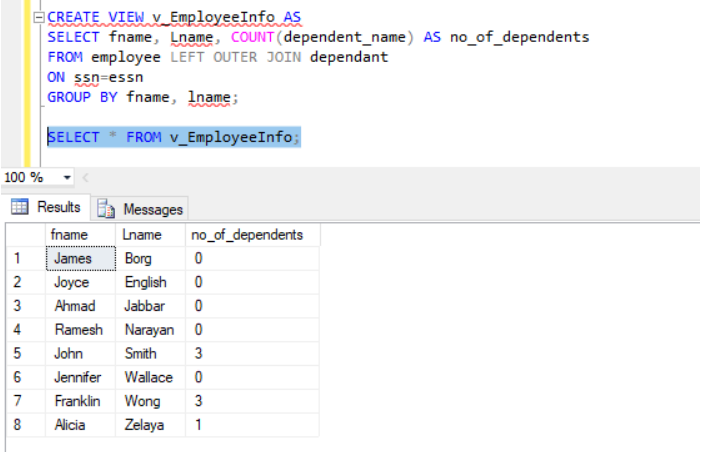 CREATE VIEW v_EmployeeInfo AS
SELECT fname, Lname, COUNT(dependent_name) AS no_of_dependents
FROM employee LEFT OUTER JOIN dependant
ON ssn=essn
GROUP BY fname, lname;
SELECT * FROM v_EmployeeInfo;
100 %
Results Messages
fname Lname no_of_dependents
1 James Borg 0
2 Joyce English 0
3 Ahmad Jabbar 0
4 Ramesh Narayan 0
5 John Smith 3
6 Jennifer Wallace 0
7 Franklin Wong 3
8 Alicia Zelaya 1